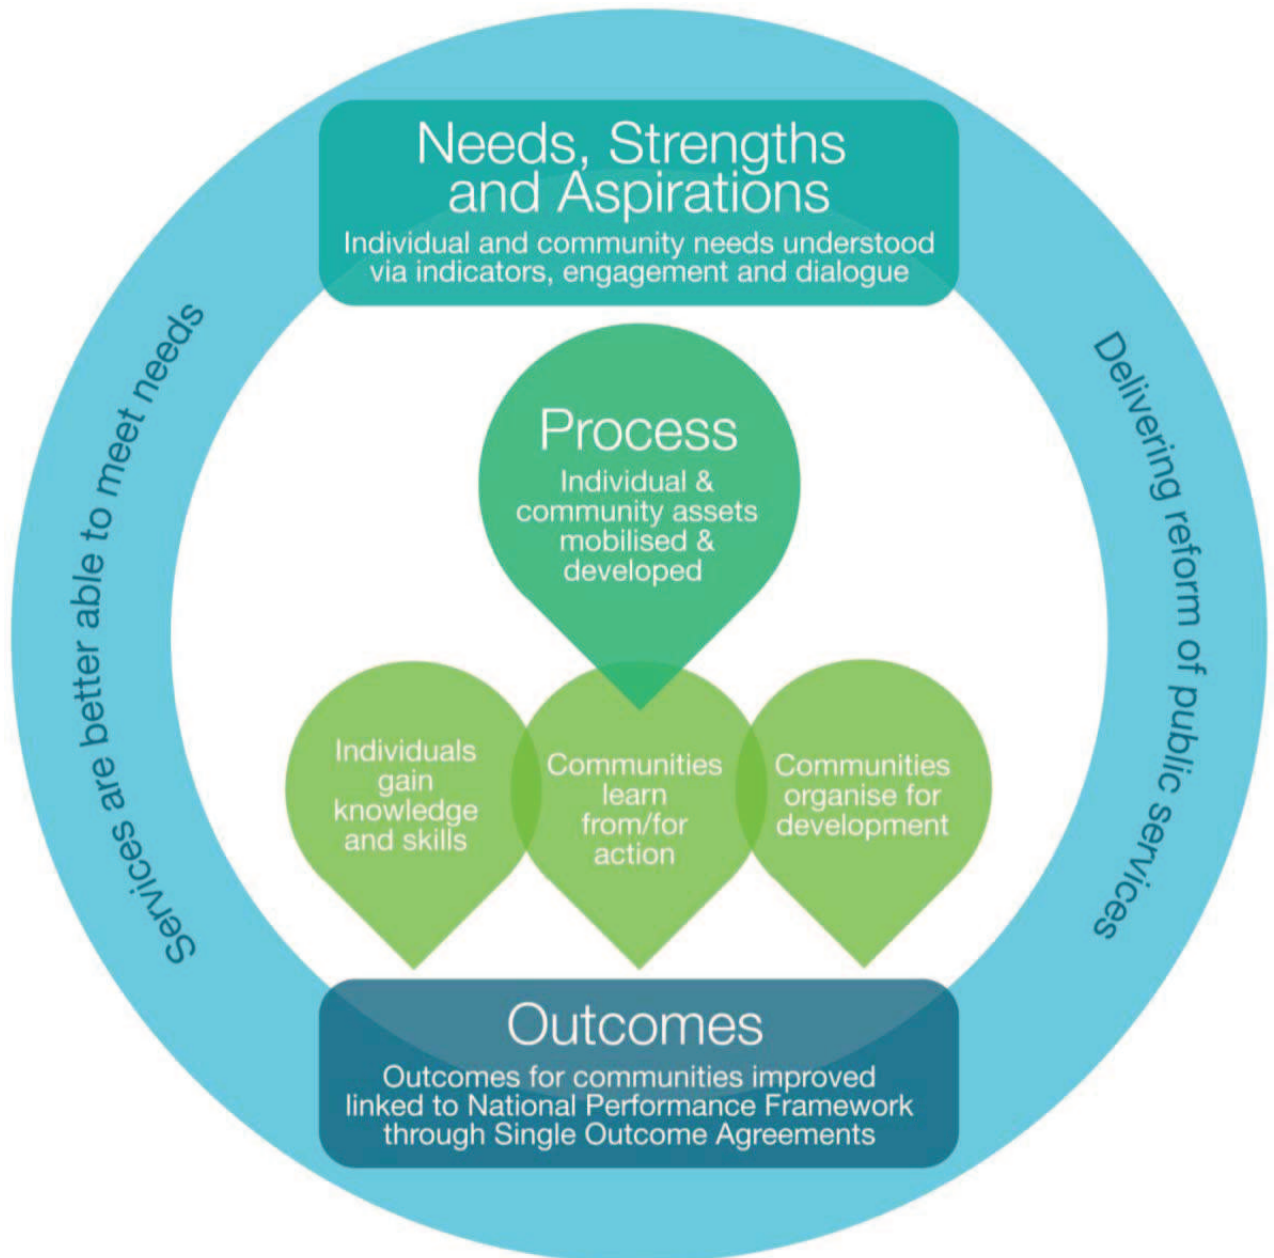 Needs, Strengths
and Aspirations
Individual and community needs understood
via indicators, engagement and dialogue
Services are better able to meet needs
Delivering reform of public services
Process
Individual &
community assets
mobilised &
developed
Individuals
gain
knowledge
and skills
Communities
learn
from/for
action
Communities
organise for
development
Outcomes
Outcomes for communities improved
linked to National Performance Framework
through Single Outcome Agreements